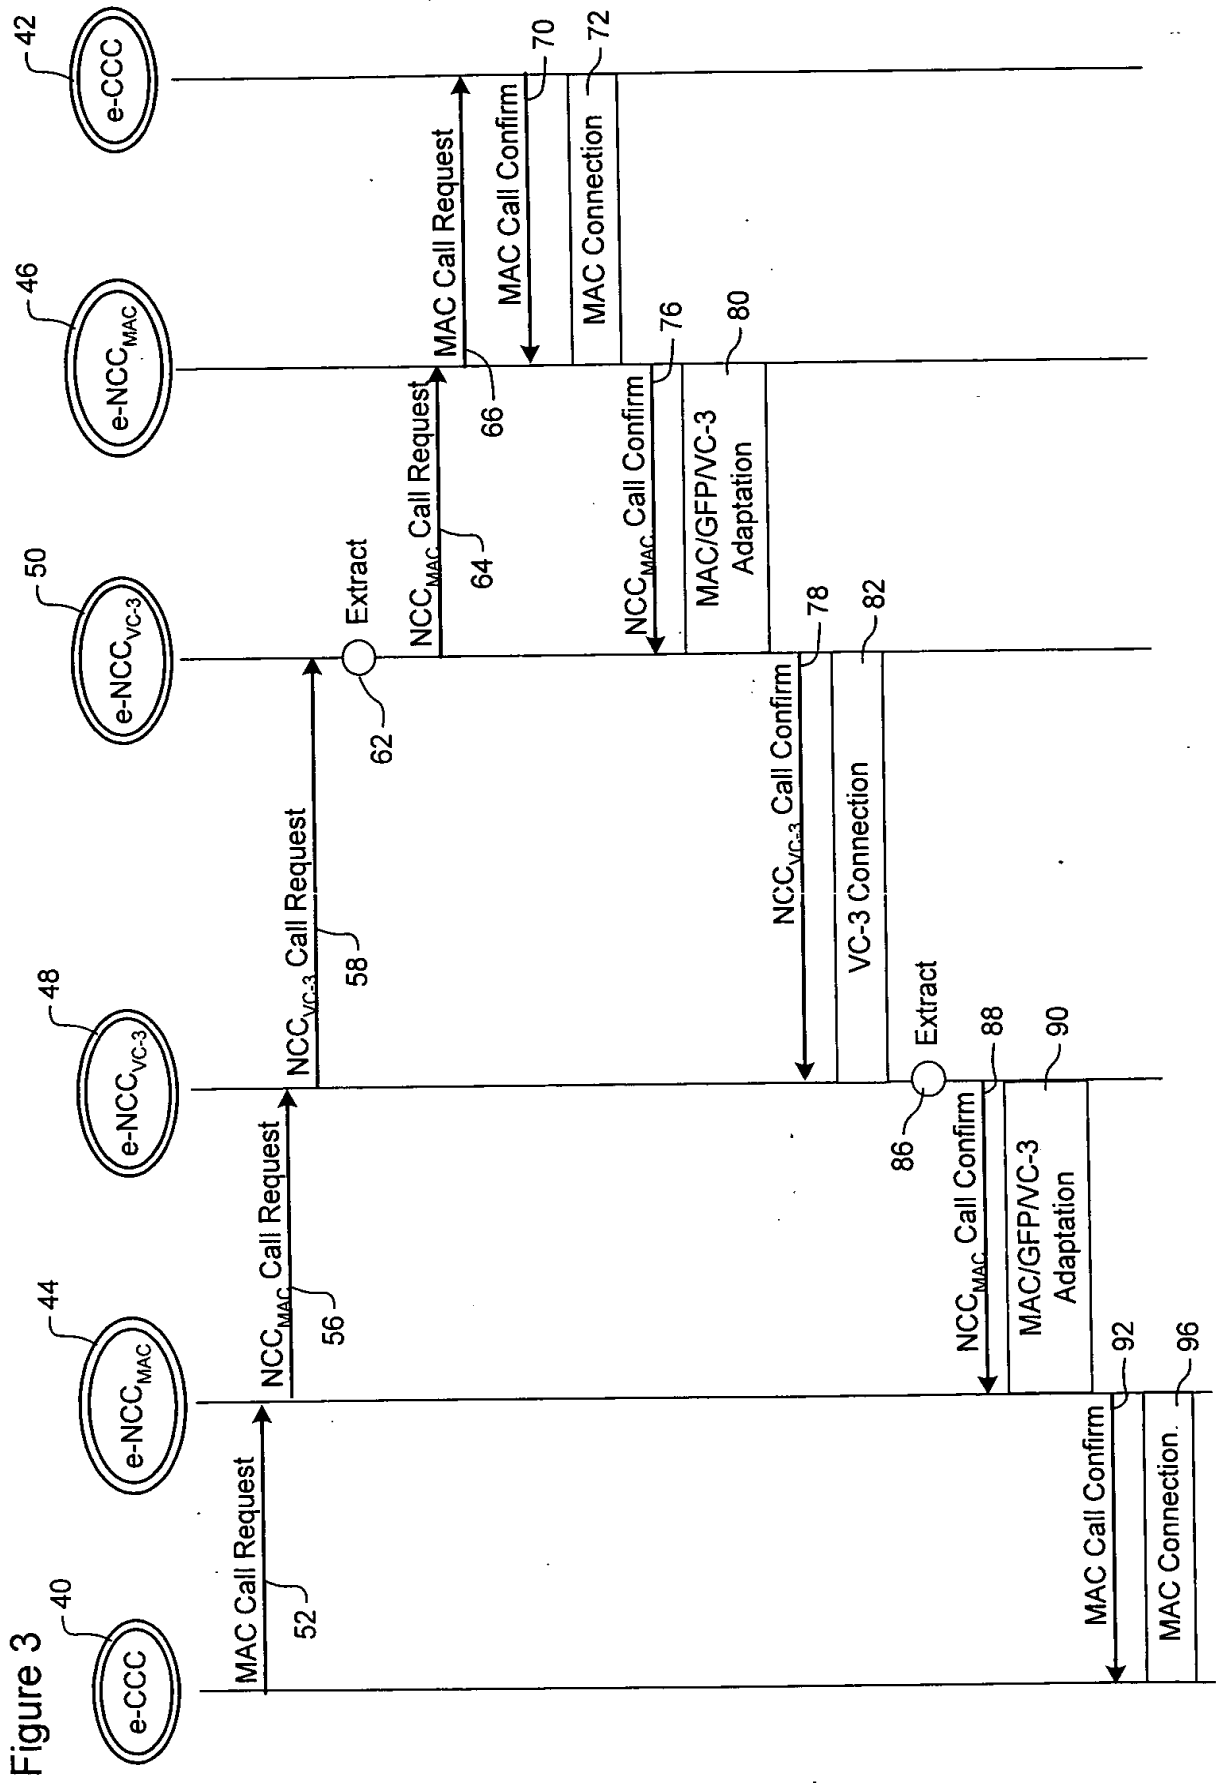 Figure 3
40
44
48
50
46
42
e-CCC
e-NCCMAC
e-NCCVC-3
e-NCCVC-3
e-NCCMAC
e-CCC
MAC Call Request
52
NCCMAC Call Request
56
NCCVC-3 Call Request
58
Extract
62
NCCMAC Call Request
64
MAC Call Request
66
MAC Call Confirm
70
MAC Connection
72
NCCMAC Call Confirm
76
MAC/GFP/VC-3
Adaptation
80
NCCVC-3 Call Confirm
78
VC-3 Connection
82
Extract
86
NCCMAC Call Confirm
88
MAC/GFP/VC-3
Adaptation
90
MAC Call Confirm
92
MAC Connection
96